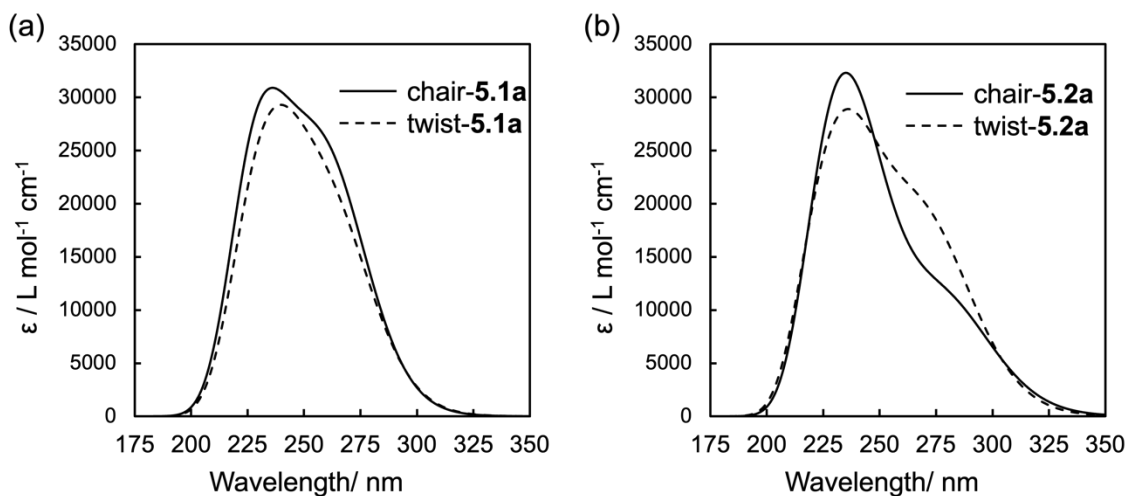 (a)
35000
30000
25000
20000
15000
10000
5000
0
175 200 225 250 275 300 325 350
ε / L mol⁻¹ cm⁻¹
Wavelength/ nm
chair-5.1a
twist-5.1a
(b)
35000
30000
25000
20000
15000
10000
5000
0
175 200 225 250 275 300 325 350
ε / L mol⁻¹ cm⁻¹
Wavelength/ nm
chair-5.2a
twist-5.2a